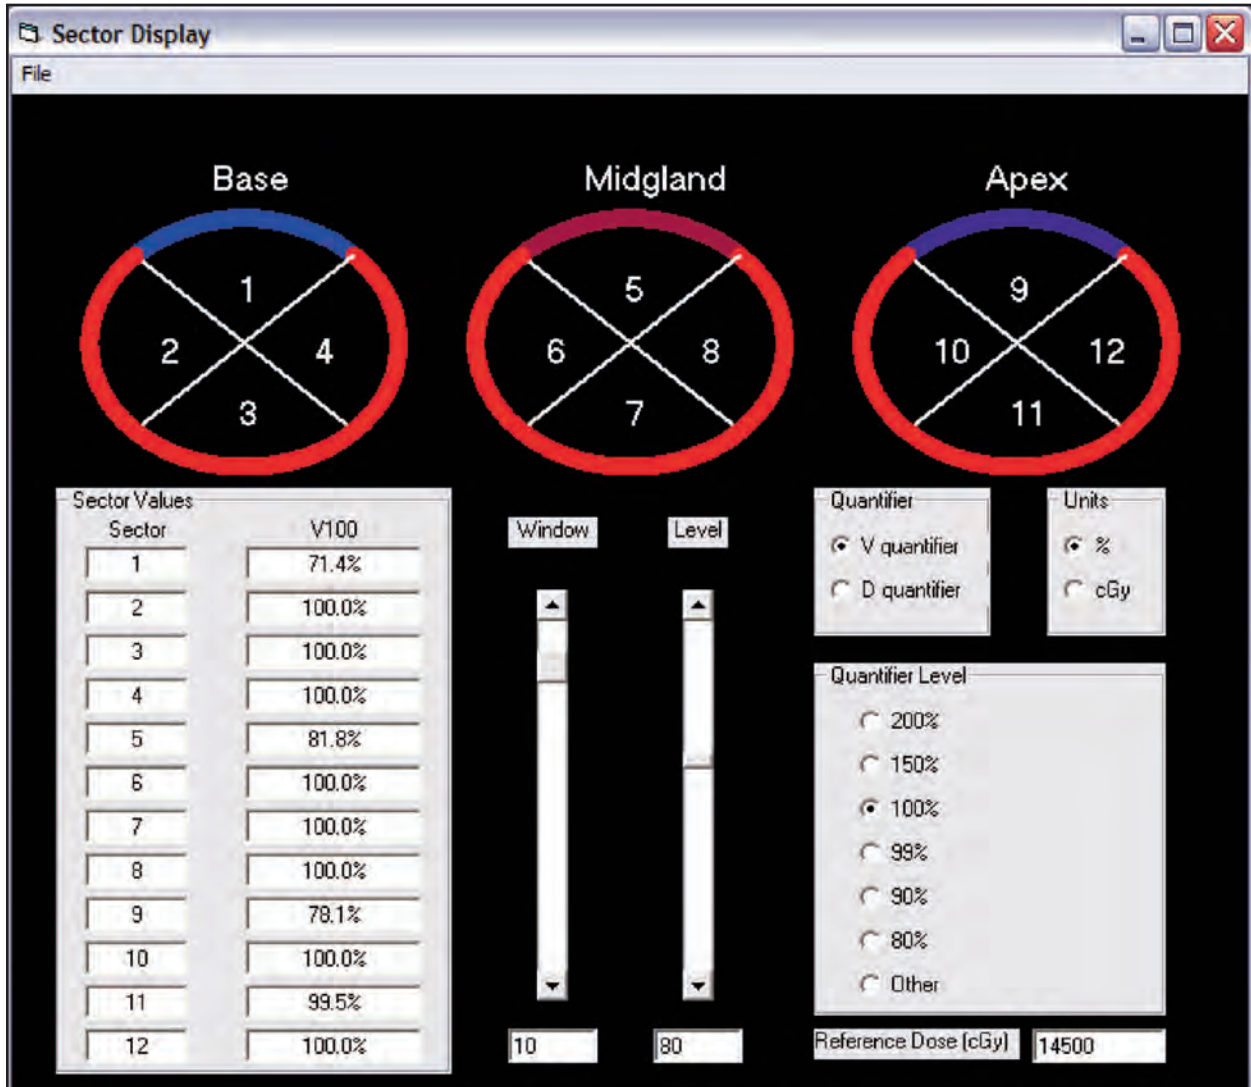 Sector Display
File
Base Midgland Apex
1 5 9
2 4 6 8 10 12
3 7 11
Sector Values
Sector V100
1 71.4%
2 100.0%
3 100.0%
4 100.0%
5 81.8%
6 100.0%
7 100.0%
8 100.0%
9 78.1%
10 100.0%
11 99.5%
12 100.0%
Window Level
10 80
Quantifier
V quantifier
D quantifier
Units
%
cGy
Quantifier Level
200%
150%
100%
99%
90%
80%
Other
Reference Dose (cGy) 14500